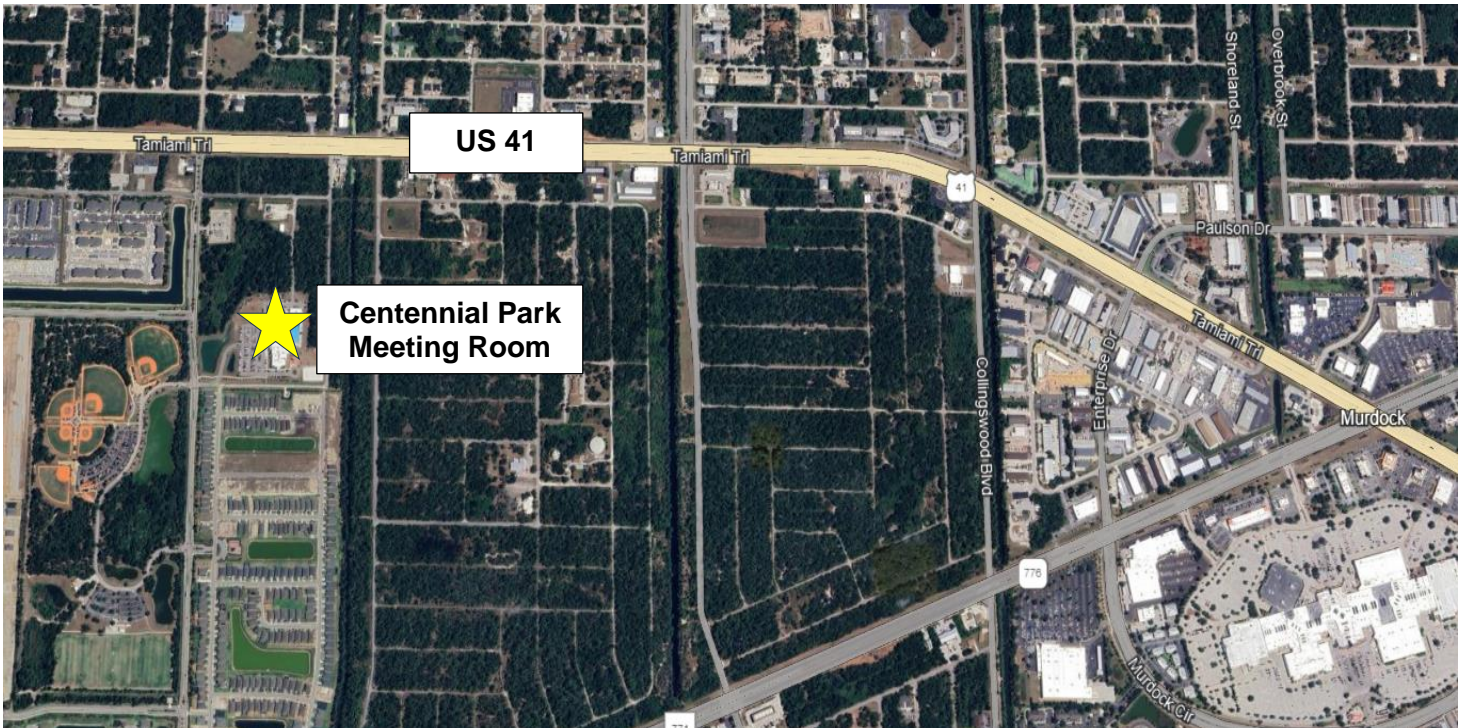 Shoreland St
Overbrook St
Tamiami Trl
US 41
Tamiami Trl
41
Paulson Dr
Centennial Park
Meeting Room
Tamiami Trl
Enterprise Dr
Collingswood Blvd
Murdock
776
Murdock Cir
771